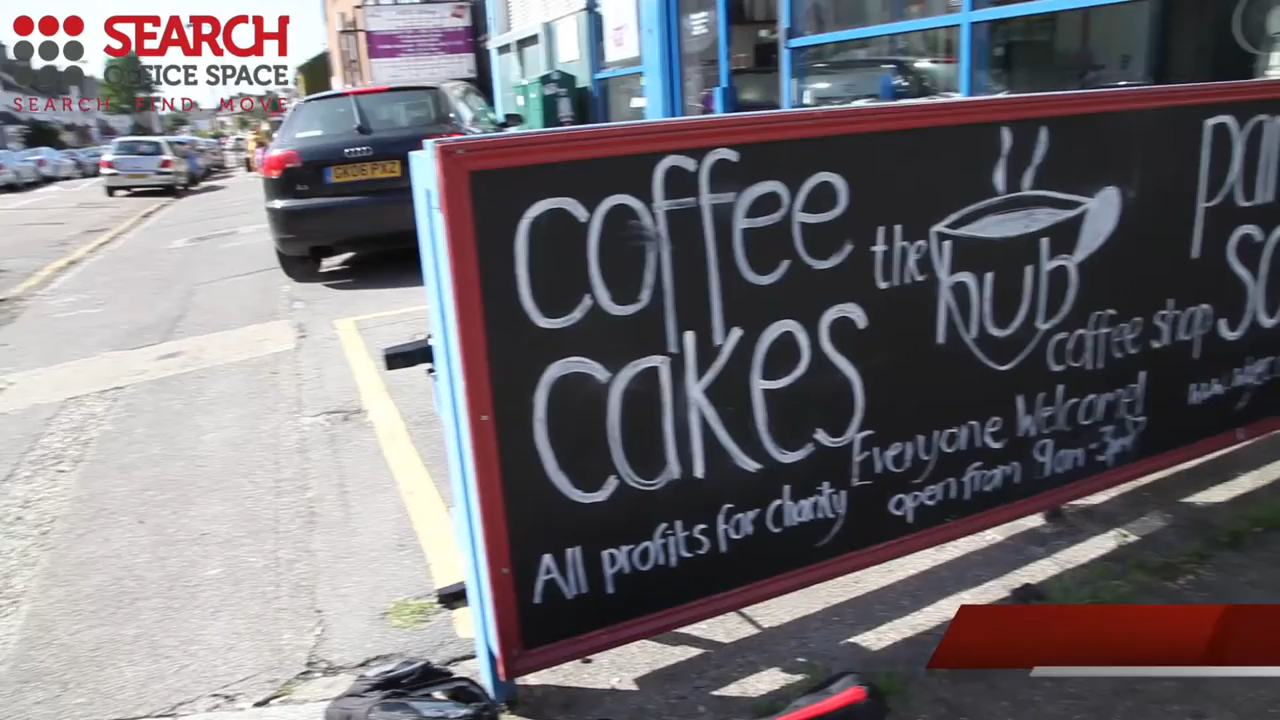 SEARCH
OFFICE SPACE
SEARCH. FIND. MOVE
GK06 PXZ
coffee
cakes
the
hub
coffee shop
Everyone Welcome!
All profits for charity
open from 9am-3pm